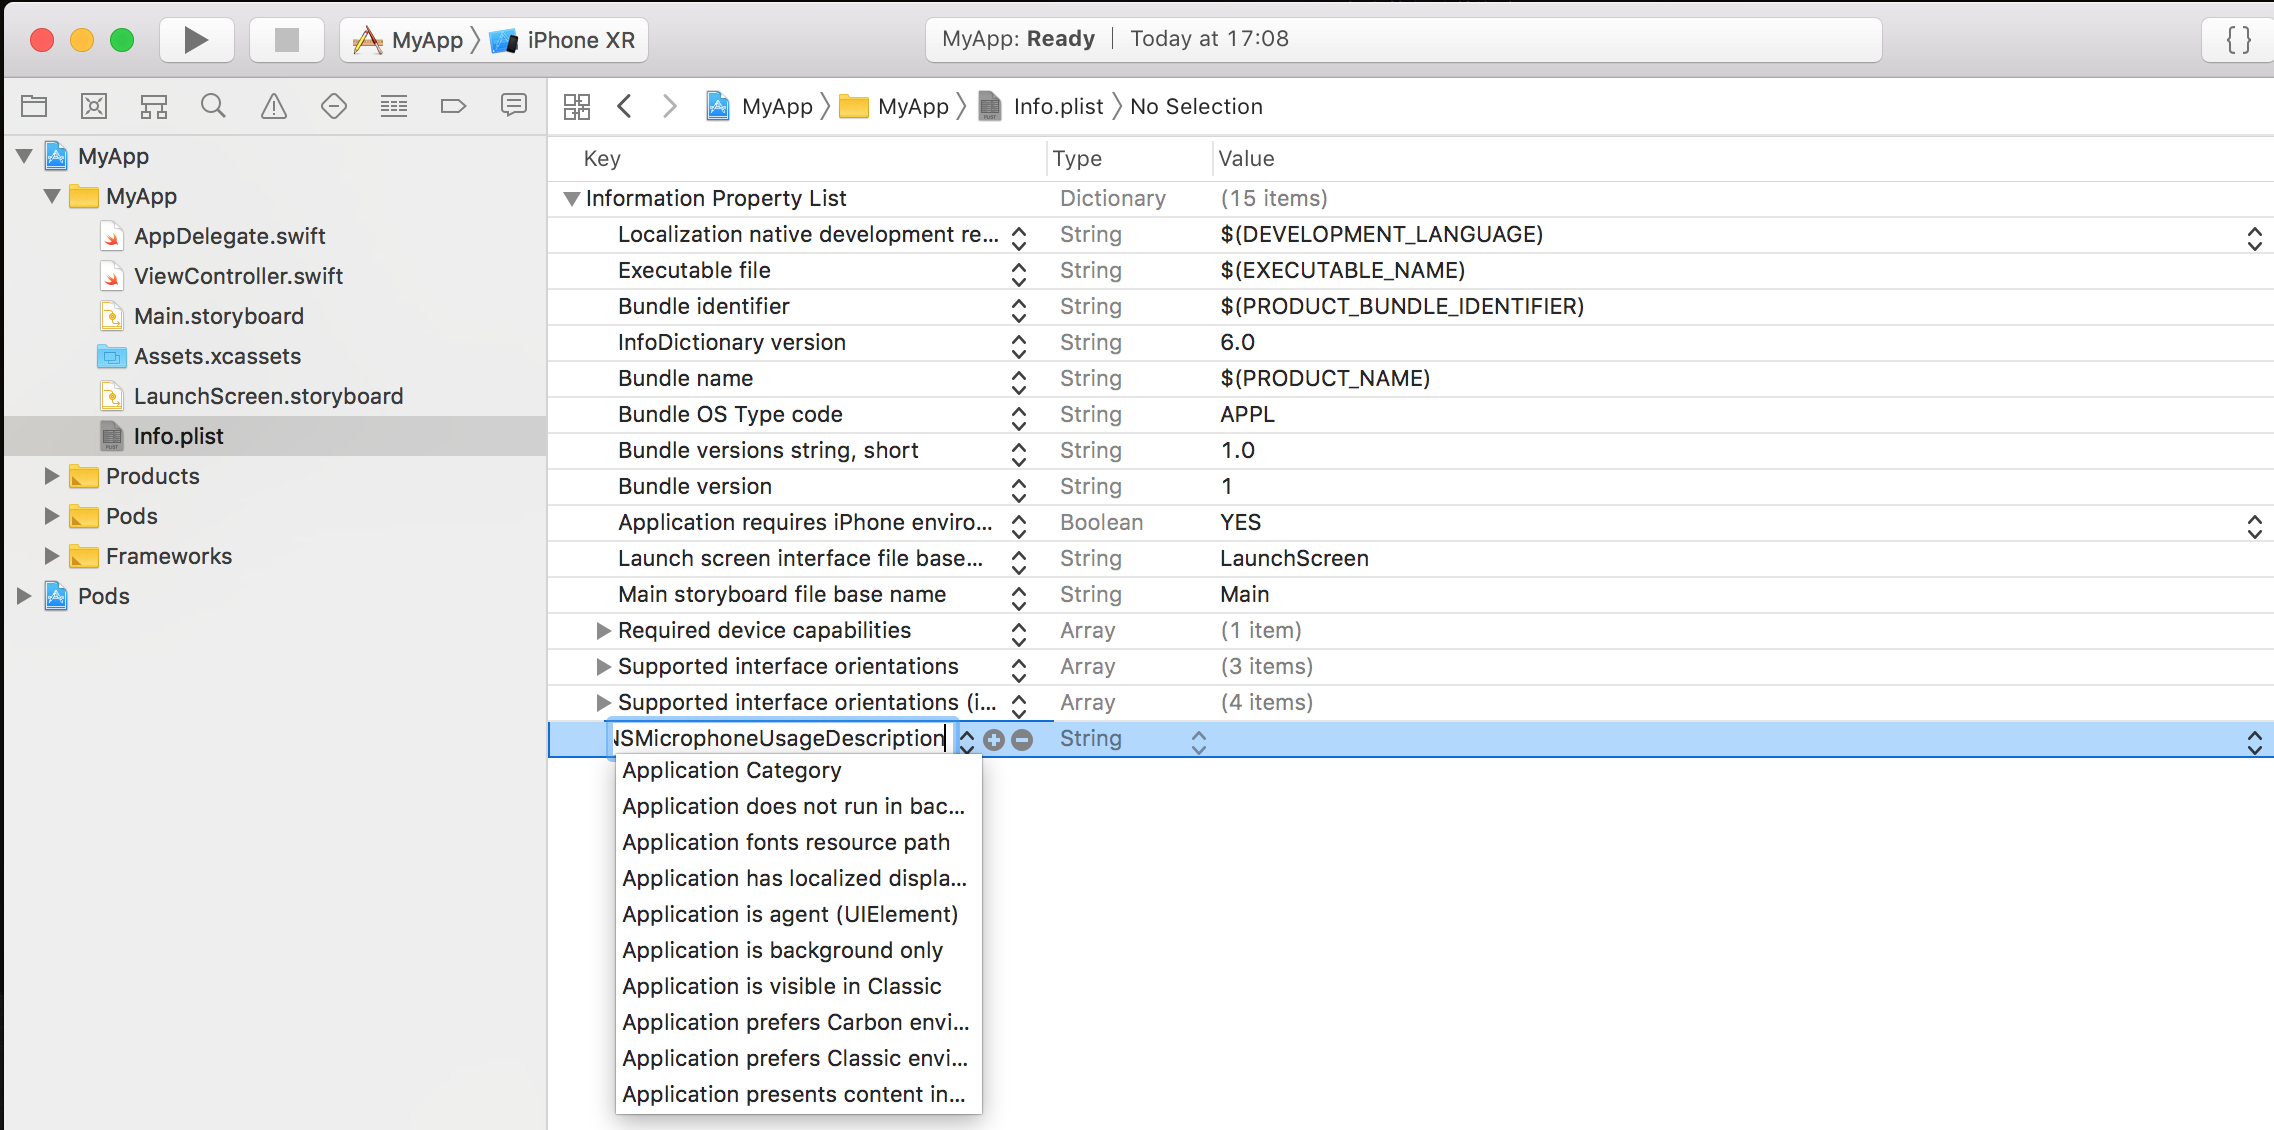 MyApp 〉 iPhone XR
MyApp: Ready | Today at 17:08
{ }
MyApp 〉 MyApp 〉 Info.plist 〉 No Selection
MyApp
MyApp
AppDelegate.swift
ViewController.swift
Main.storyboard
Assets.xcassets
LaunchScreen.storyboard
Info.plist
Products
Pods
Frameworks
Pods
Key Type Value
Information Property List Dictionary (15 items)
Localization native development re... String $(DEVELOPMENT_LANGUAGE)
Executable file String $(EXECUTABLE_NAME)
Bundle identifier String $(PRODUCT_BUNDLE_IDENTIFIER)
InfoDictionary version String 6.0
Bundle name String $(PRODUCT_NAME)
Bundle OS Type code String APPL
Bundle versions string, short String 1.0
Bundle version String 1
Application requires iPhone enviro... Boolean YES
Launch screen interface file base... String LaunchScreen
Main storyboard file base name String Main
Required device capabilities Array (1 item)
Supported interface orientations Array (3 items)
Supported interface orientations (i... Array (4 items)
NSMicrophoneUsageDescription String
Application Category
Application does not run in bac...
Application fonts resource path
Application has localized displa...
Application is agent (UIElement)
Application is background only
Application is visible in Classic
Application prefers Carbon envi...
Application prefers Classic envi...
Application presents content in...